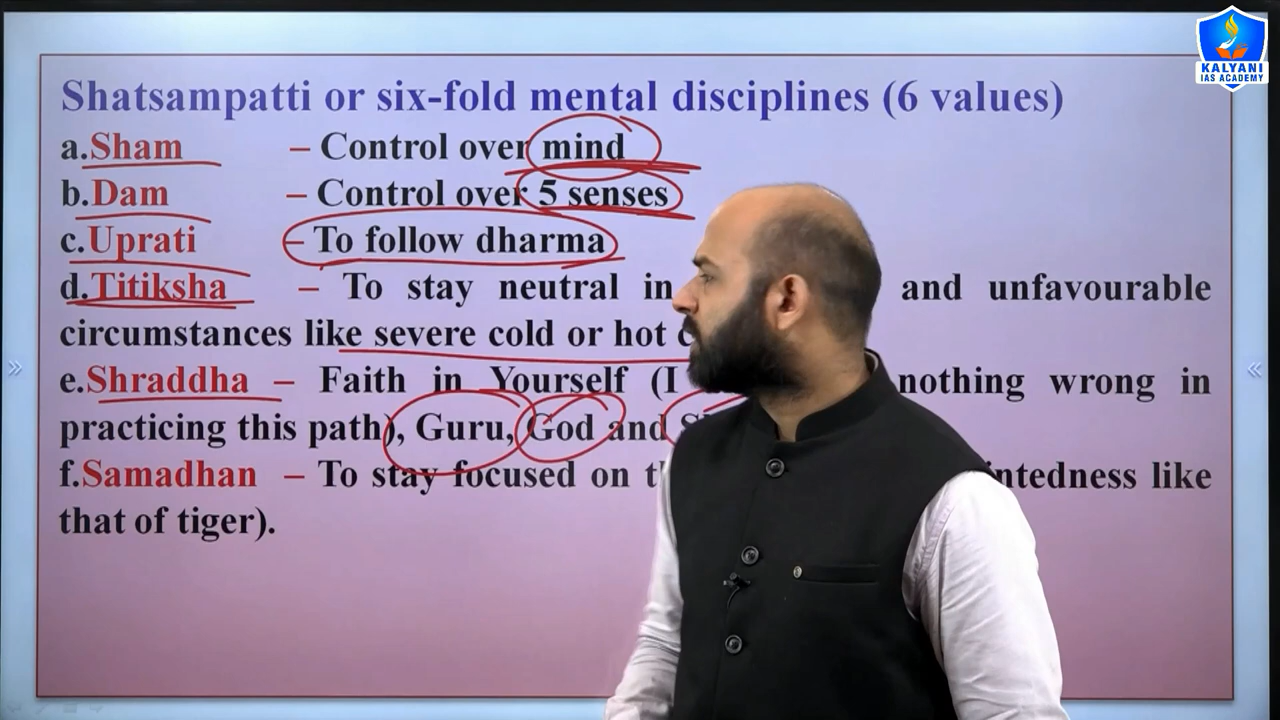 KALYANI
IAS ACADEMY
Shatsampatti or six-fold mental disciplines (6 values)
a.Sham – Control over mind
b.Dam – Control over 5 senses
c.Uprati – To follow dharma
d.Titiksha – To stay neutral in and unfavourable
circumstances like severe cold or hot
e.Shraddha – Faith in Yourself (I nothing wrong in
practicing this path), Guru, God and
f.Samadhan – To stay focused on like
that of tiger).